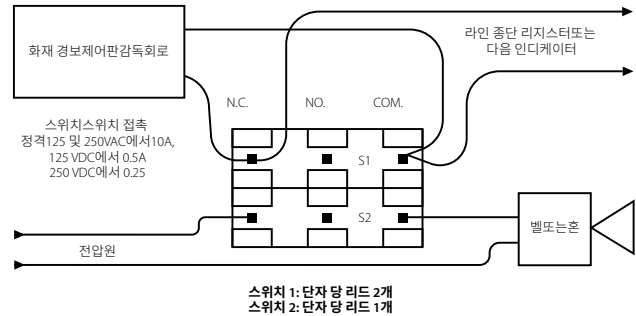 화재 경보제어판감독회로
라인 종단 리지스터또는
다음 인디케이터
N.C.
NO.
COM.
스위치스위치 접촉
정격125 및 250VAC에서10A,
125 VDC에서 0.5A
250 VDC에서 0.25
S1
S2
벨또는혼
전압원
스위치 1: 단자 당 리드 2개
스위치 2: 단자 당 리드 1개